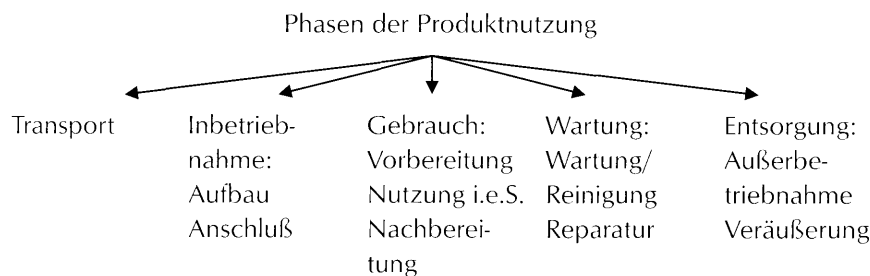 Phasen der Produktnutzung
Transport
Inbetrieb-
nahme:
Aufbau
Anschluß
Gebrauch:
Vorbereitung
Nutzung i.e.S.
Nachberei-
tung
Wartung:
Wartung/
Reinigung
Reparatur
Entsorgung:
Außerbe-
triebnahme
Veräußerung